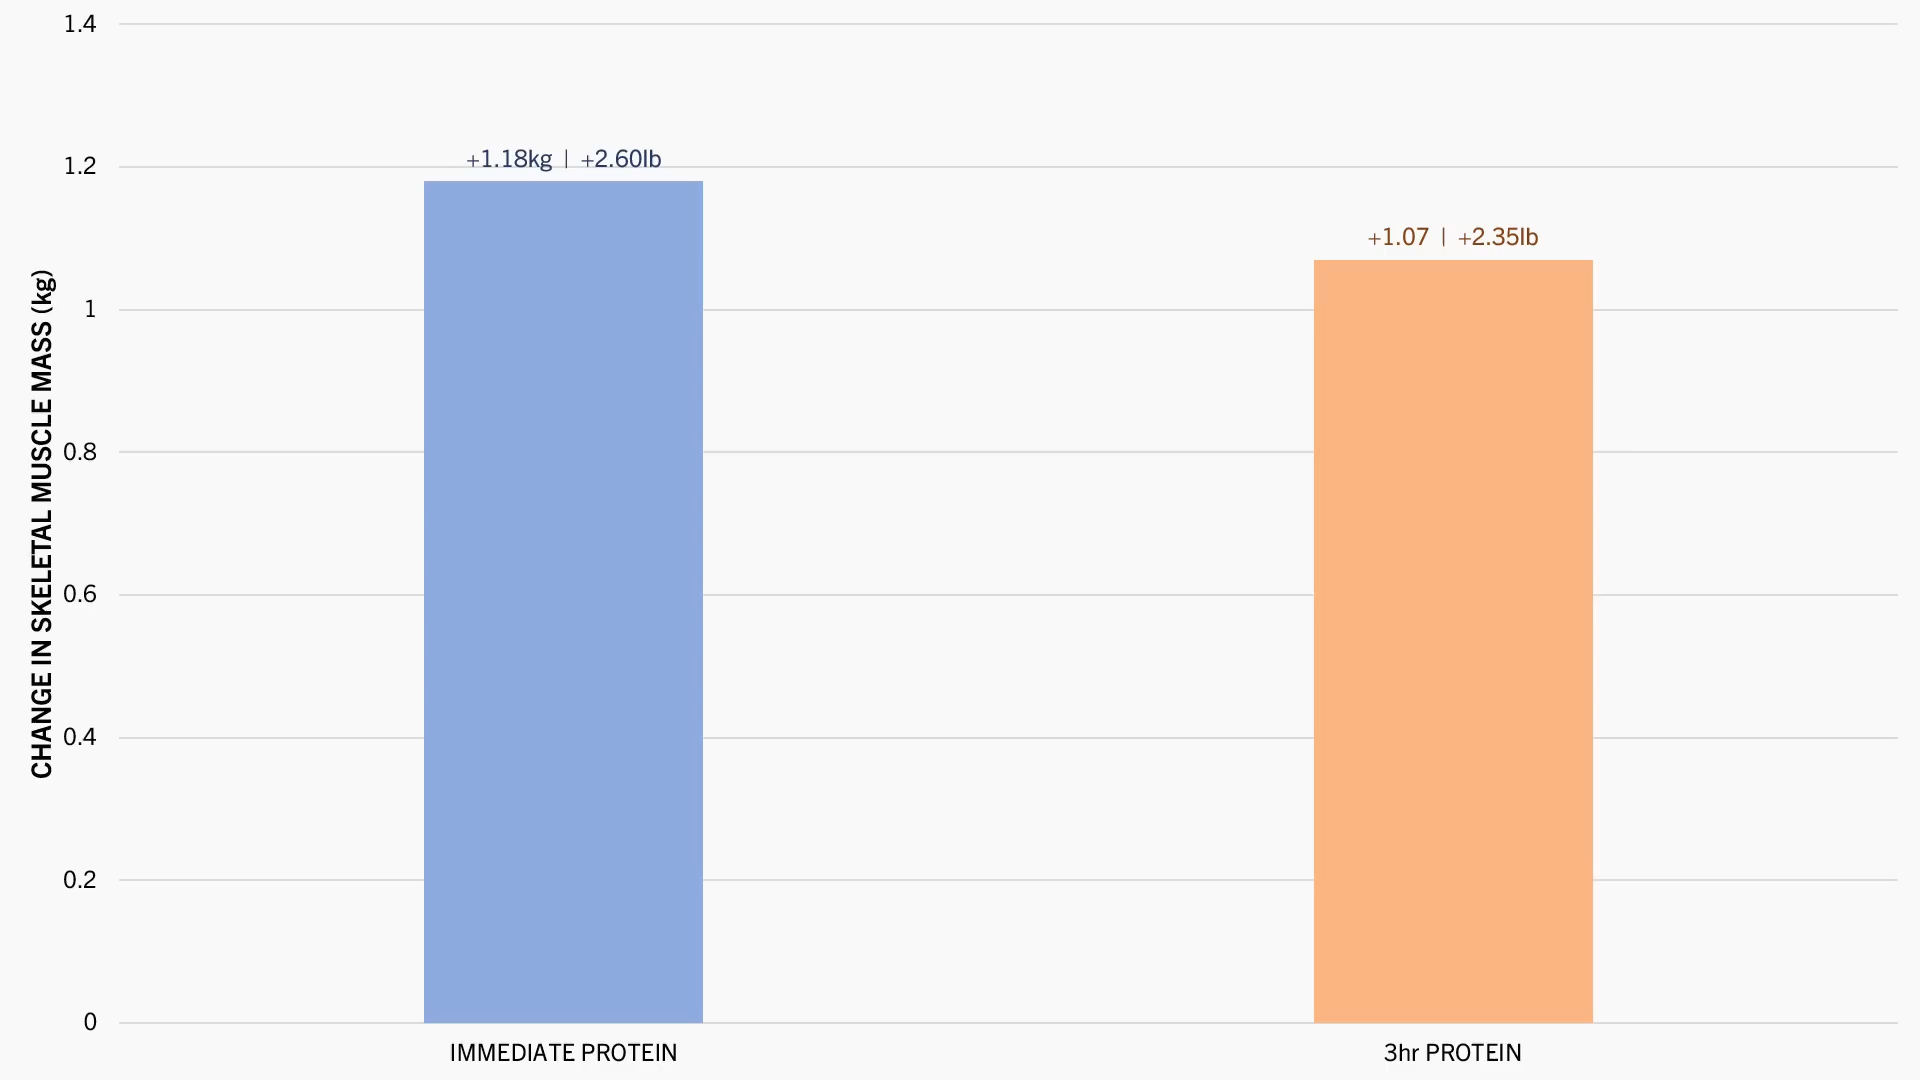 CHANGE IN SKELETAL MUSCLE MASS (kg)
1.4
1.2
1
0.8
0.6
0.4
0.2
0
+1.18kg | +2.60lb
+1.07 | +2.35lb
IMMEDIATE PROTEIN
3hr PROTEIN